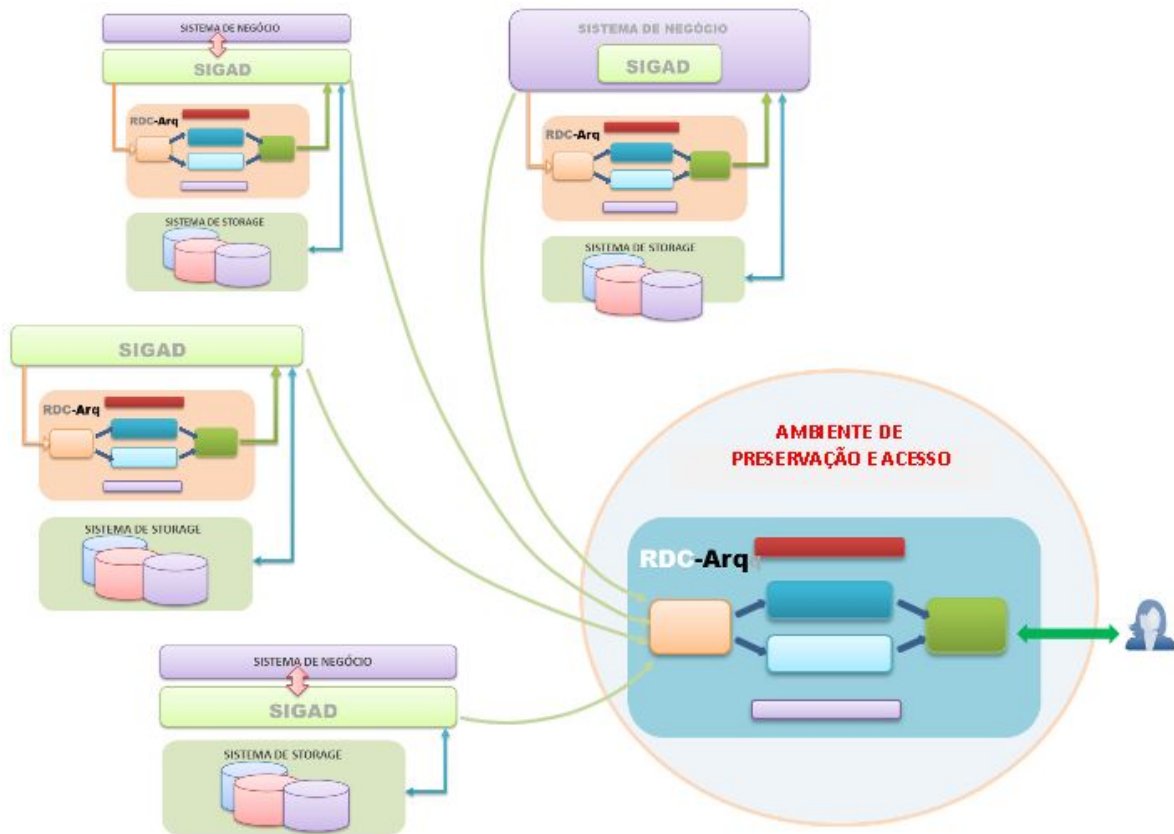 SISTEMA DE NEGÓCIO
SIGAD
RDC-Arq
SISTEMA DE STORAGE
SISTEMA DE NEGÓCIO
SIGAD
RDC-Arq
SISTEMA DE STORAGE
SIGAD
RDC-Arq
SISTEMA DE STORAGE
SISTEMA DE NEGÓCIO
SIGAD
SISTEMA DE STORAGE
AMBIENTE DE
PRESERVAÇÃO E ACESSO
RDC-Arq